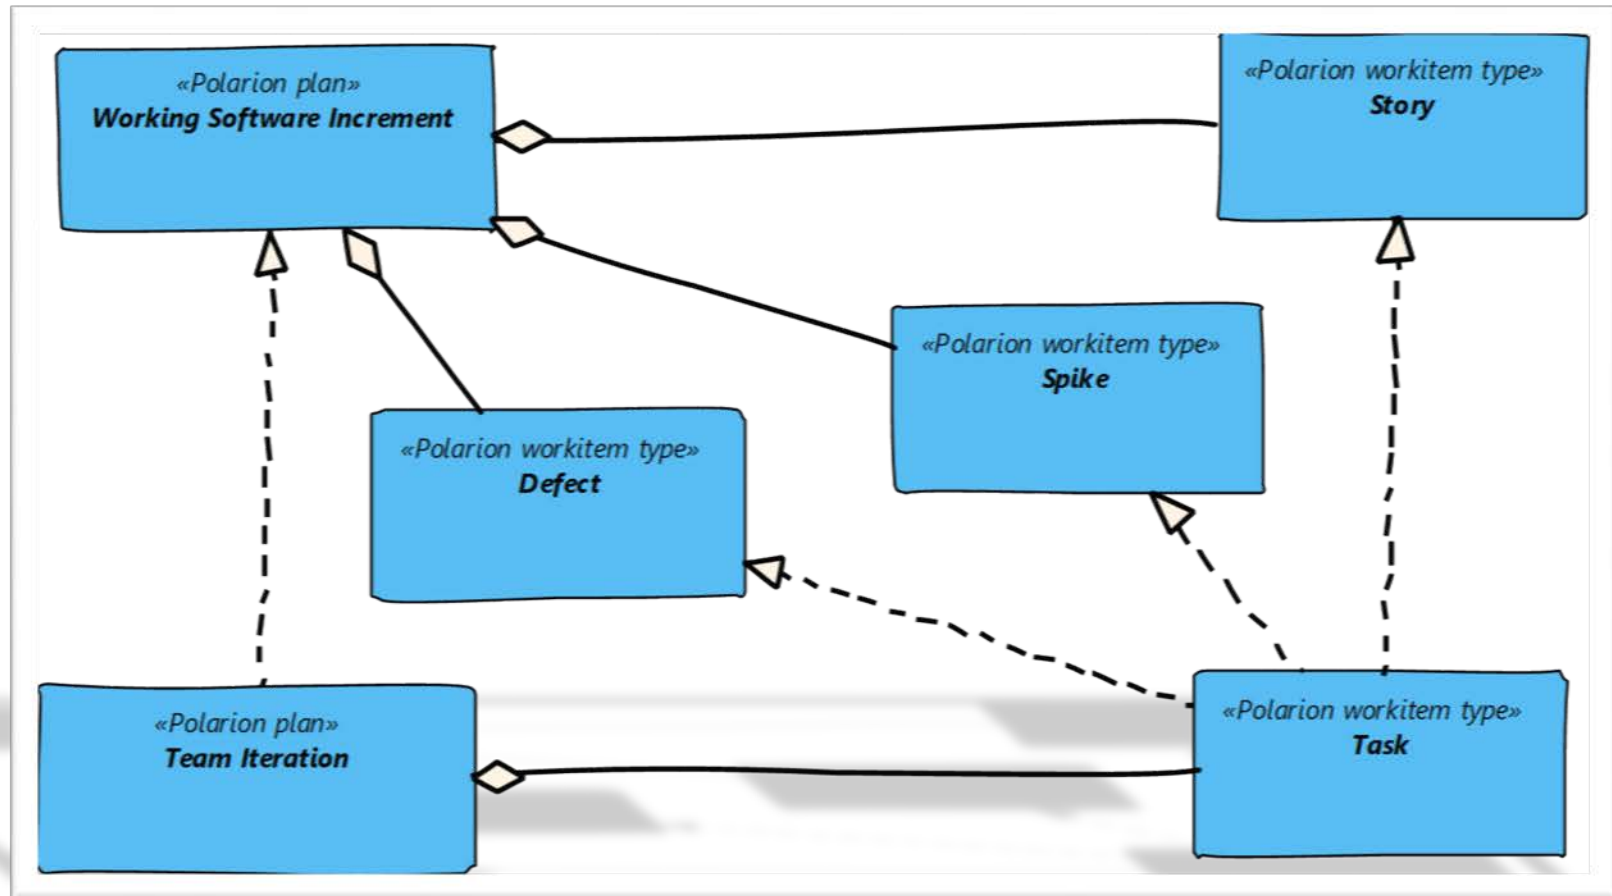 «Polarion plan»
Working Software Increment
«Polarion workitem type»
Story
«Polarion workitem type»
Spike
«Polarion workitem type»
Defect
«Polarion plan»
Team Iteration
«Polarion workitem type»
Task